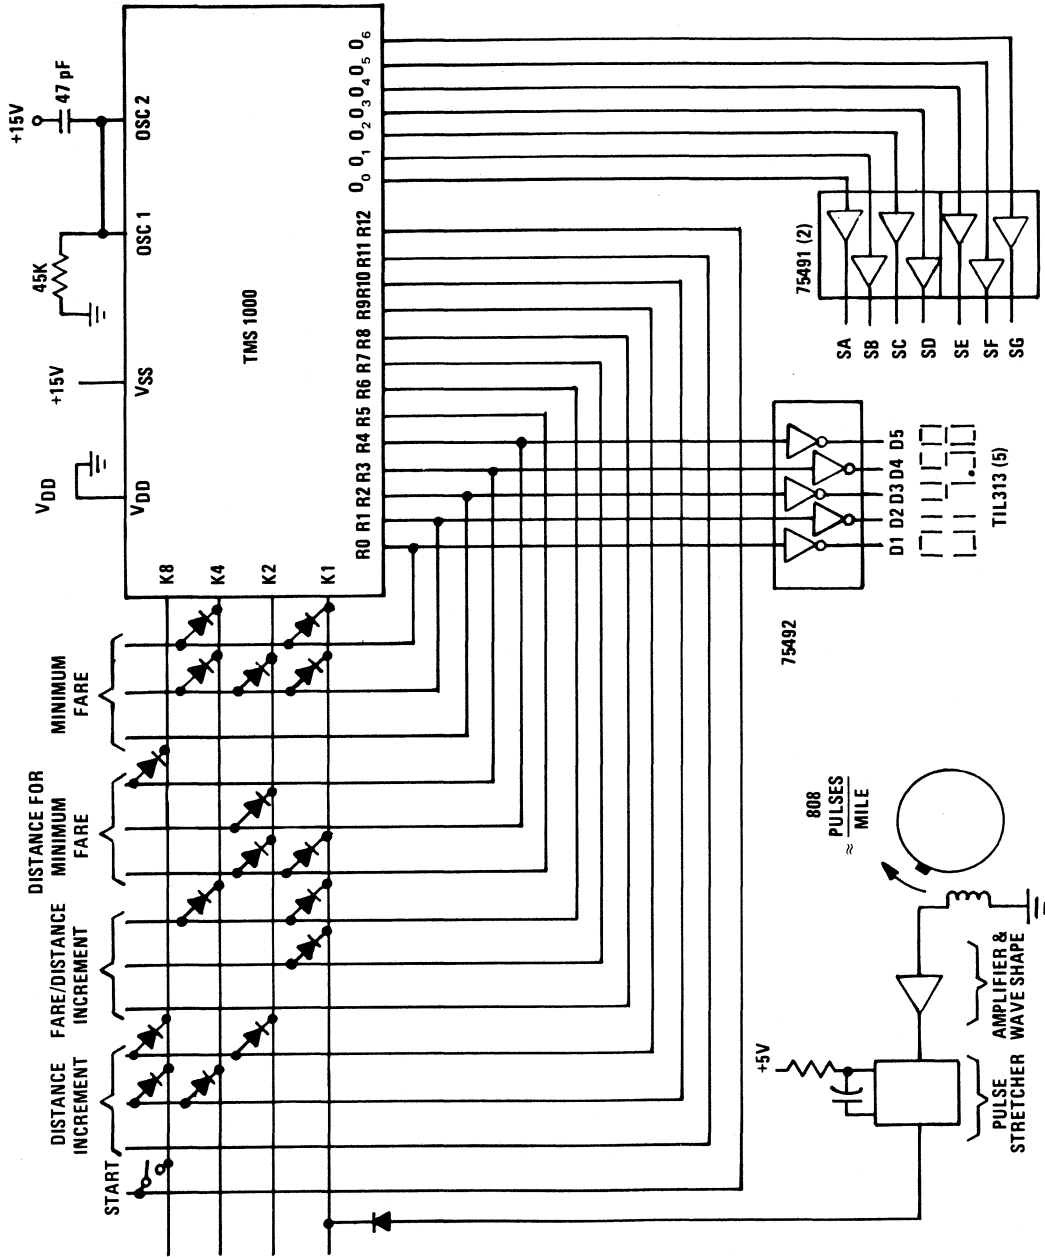 +15V
47 pF
OSC 2
OSC 1
45K
+15V
VSS
VDD
VDD
TMS 1000
O0 O1 O2 O3 O4 O5 O6
R0 R1 R2 R3 R4 R5 R6 R7 R8 R9 R10 R11 R12
K8
K4
K2
K1
MINIMUM
FARE
DISTANCE FOR
MINIMUM
FARE
FARE/DISTANCE
INCREMENT
DISTANCE
INCREMENT
START
75491 (2)
SA
SB
SC
SD
SE
SF
SG
75492
D1 D2 D3 D4 D5
TIL313 (5)
≈ 808
PULSES
MILE
AMPLIFIER &
WAVE SHAPE
+5V
PULSE
STRETCHER